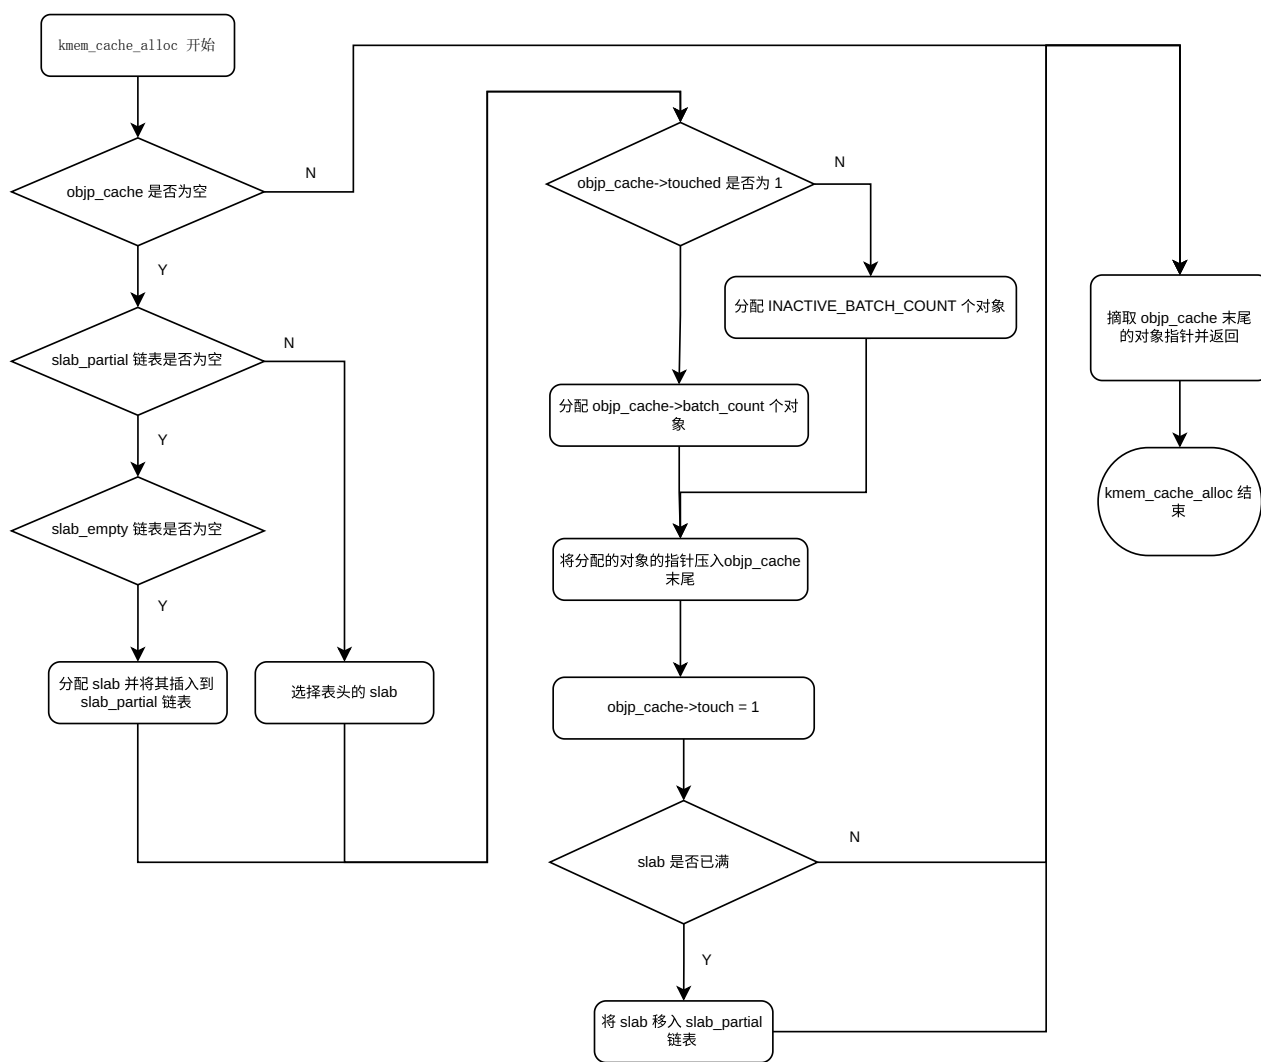 kmem_cache_alloc 开始
objp_cache 是否为空
N
Y
slab_partial 链表是否为空
N
Y
slab_empty 链表是否为空
Y
分配 slab 并将其插入到
slab_partial 链表
选择表头的 slab
objp_cache->touched 是否为 1
N
分配 INACTIVE_BATCH_COUNT 个对象
分配 objp_cache->batch_count 个对
象
将分配的对象的指针压入objp_cache
末尾
objp_cache->touch = 1
slab 是否已满
N
Y
将 slab 移入 slab_partial
链表
摘取 objp_cache 末尾
的对象指针并返回
kmem_cache_alloc 结
束